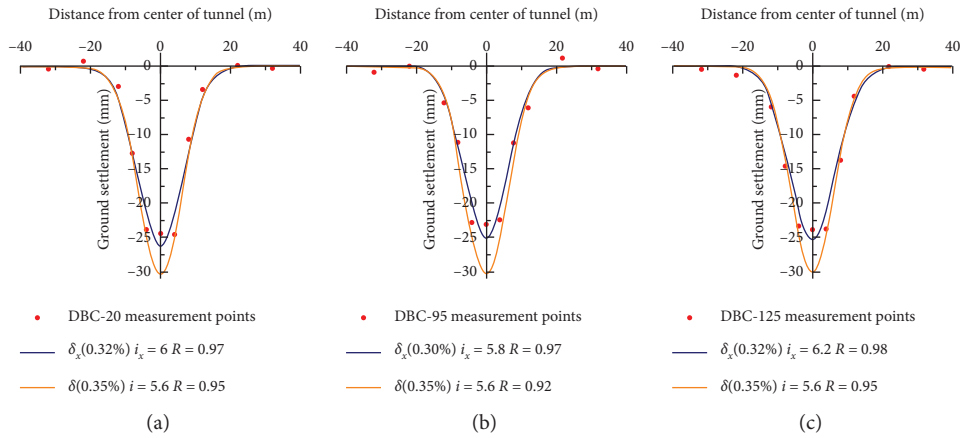 Distance from center of tunnel (m)
−40 −20 0 20 40
0
−5
−10
−15
−20
−25
−30
Ground settlement (mm)
DBC-20 measurement points
δx(0.32%) ix = 6 R = 0.97
δ(0.35%) i = 5.6 R = 0.95
(a)
Distance from center of tunnel (m)
−40 −20 0 20 40
0
−5
−10
−15
−20
−25
−30
Ground settlement (mm)
DBC-95 measurement points
δx(0.30%) ix = 5.8 R = 0.97
δ(0.35%) i = 5.6 R = 0.92
(b)
Distance from center of tunnel (m)
−40 −20 0 20 40
0
−5
−10
−15
−20
−25
−30
Ground settlement (mm)
DBC-125 measurement points
δx(0.32%) ix = 6.2 R = 0.98
δ(0.35%) i = 5.6 R = 0.95
(c)